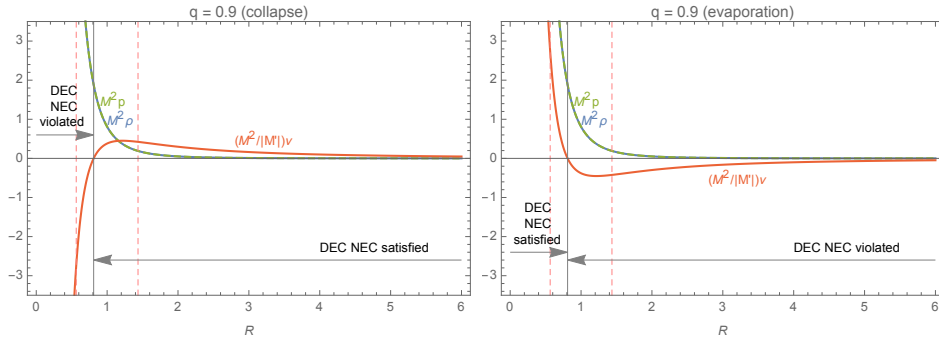 q = 0.9 (collapse)
3
2
1
0
−1
−2
−3
DEC
NEC
violated
M²p
M²ρ
(M²/|M'|)ν
DEC NEC satisfied
0 1 2 3 4 5 6
R
q = 0.9 (evaporation)
3
2
1
0
−1
−2
−3
M²p
M²ρ
(M²/|M'|)ν
DEC
NEC
satisfied
DEC NEC violated
0 1 2 3 4 5 6
R